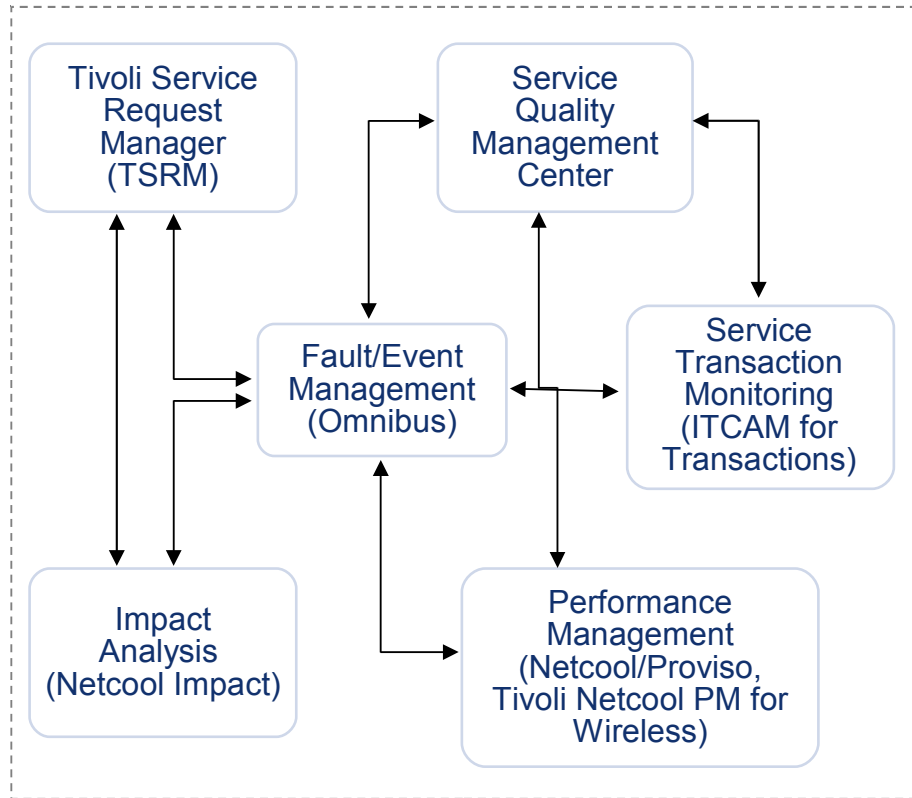 Tivoli Service
Request
Manager
(TSRM)
Service
Quality
Management
Center
Fault/Event
Management
(Omnibus)
Service
Transaction
Monitoring
(ITCAM for
Transactions)
Impact
Analysis
(Netcool Impact)
Performance
Management
(Netcool/Proviso,
Tivoli Netcool PM for
Wireless)